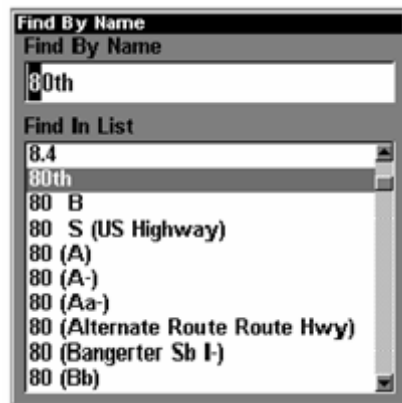 Find By Name
Find By Name
80th
Find In List
8.4
80th
80 B
80 S (US Highway)
80 (A)
80 (A-)
80 (Aa-)
80 (Alternate Route Route Hwy)
80 (Bangerter Sb I-)
80 (Bb)